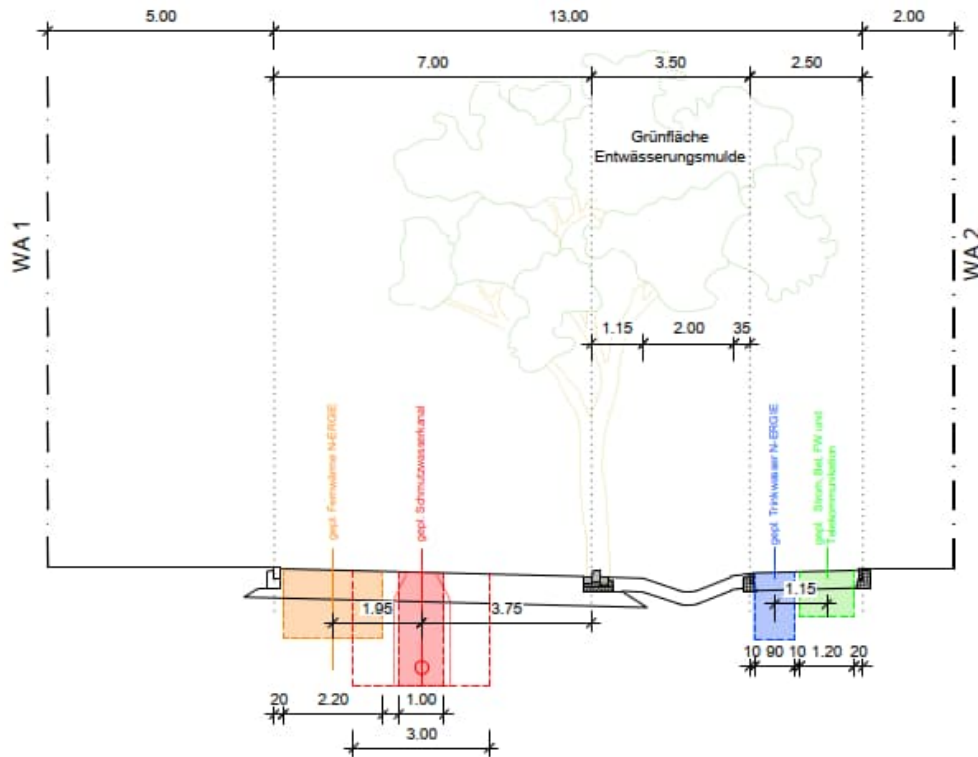 5.00 13.00 2.00
7.00 3.50 2.50
Grünfläche
Entwässerungsmulde
WA 1
WA 2
1.15 2.00 35
gepl. Fernwärme N-ERGIE
gepl. Schmutzwasserkanal
gepl. Trinkwasser N-ERGIE
gepl. Strom, Bel. FW und
Telekommunikation
1.95 3.75 1.15
10 90 10 1.20 20
20 2.20 1.00
3.00